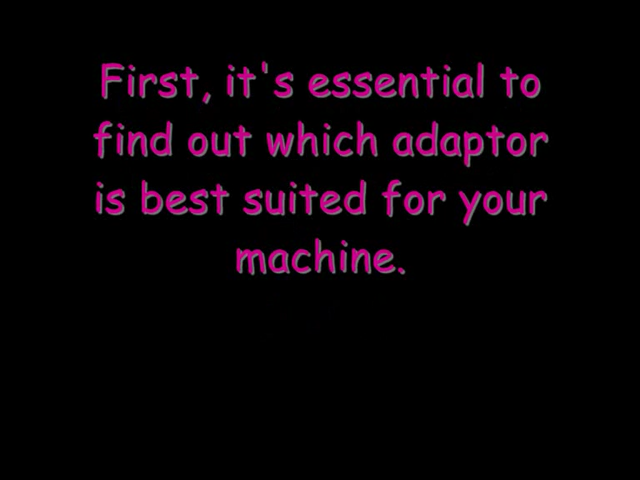 First, it's essential to
find out which adaptor
is best suited for your
machine.